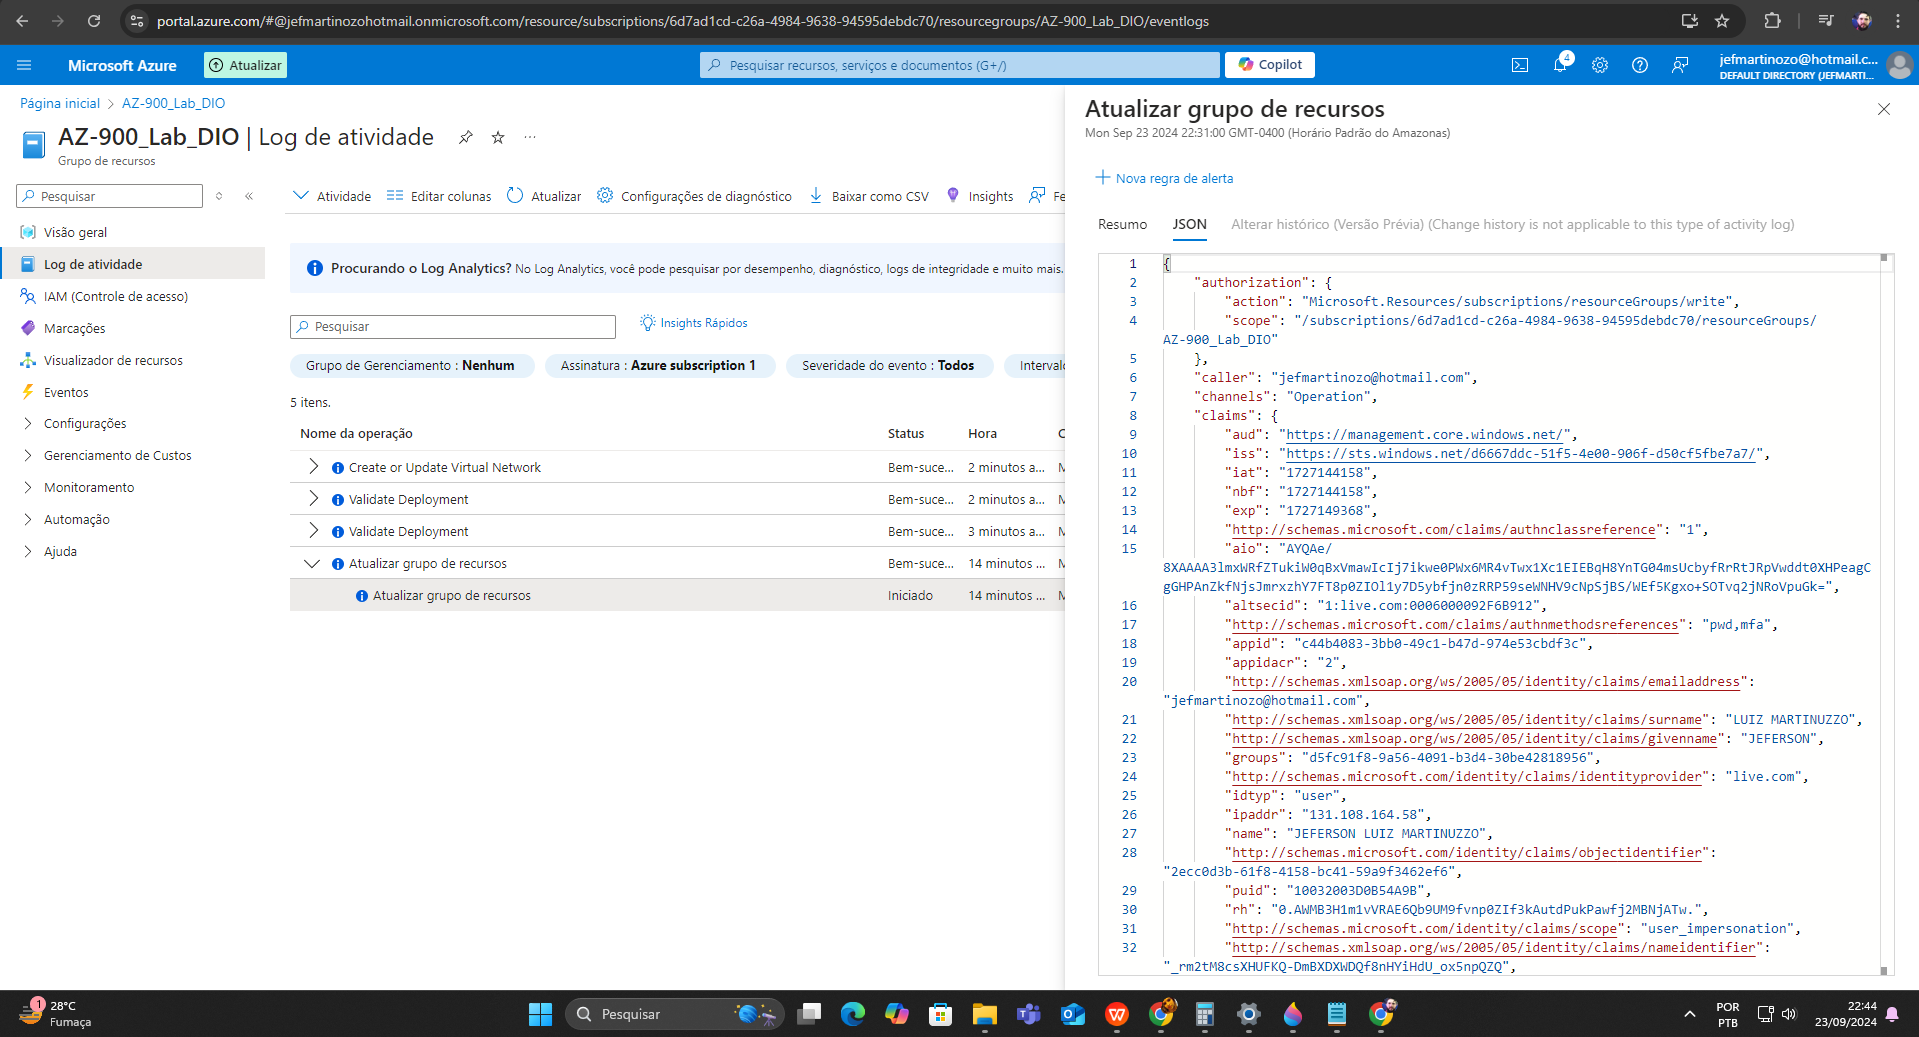 portal.azure.com/#@jefmartinozohotmail.onmicrosoft.com/resource/subscriptions/6d7ad1cd-c26a-4984-9638-94595debdc70/resourcegroups/AZ-900_Lab_DIO/eventlogs
Microsoft Azure
Atualizar
Pesquisar recursos, serviços e documentos (G+/)
Copilot
4
jefmartinozo@hotmail.c...
DEFAULT DIRECTORY (JEFMARTI...
Página inicial > AZ-900_Lab_DIO
AZ-900_Lab_DIO | Log de atividade
Grupo de recursos
Pesquisar
Visão geral
Log de atividade
IAM (Controle de acesso)
Marcações
Visualizador de recursos
Eventos
Configurações
Gerenciamento de Custos
Monitoramento
Automação
Ajuda
Atividade
Editar colunas
Atualizar
Configurações de diagnóstico
Baixar como CSV
Insights
Fe
Procurando o Log Analytics? No Log Analytics, você pode pesquisar por desempenho, diagnóstico, logs de integridade e muito mais.
Pesquisar
Insights Rápidos
Grupo de Gerenciamento : Nenhum
Assinatura : Azure subscription 1
Severidade do evento : Todos
Intervalo
5 itens.
Nome da operação Status Hora
Create or Update Virtual Network Bem-suce... 2 minutos a... M
Validate Deployment Bem-suce... 2 minutos a... M
Validate Deployment Bem-suce... 3 minutos a... M
Atualizar grupo de recursos Bem-suce... 14 minutos ... M
Atualizar grupo de recursos Iniciado 14 minutos ... M
Atualizar grupo de recursos
Mon Sep 23 2024 22:31:00 GMT-0400 (Horário Padrão do Amazonas)
Nova regra de alerta
Resumo JSON Alterar histórico (Versão Prévia) (Change history is not applicable to this type of activity log)
1 {
2 "authorization": {
3 "action": "Microsoft.Resources/subscriptions/resourceGroups/write",
4 "scope": "/subscriptions/6d7ad1cd-c26a-4984-9638-94595debdc70/resourceGroups/
AZ-900_Lab_DIO"
5 },
6 "caller": "jefmartinozo@hotmail.com",
7 "channels": "Operation",
8 "claims": {
9 "aud": "https://management.core.windows.net/",
10 "iss": "https://sts.windows.net/d6667ddc-51f5-4e00-906f-d50cf5fbe7a7/",
11 "iat": "1727144158",
12 "nbf": "1727144158",
13 "exp": "1727149368",
14 "http://schemas.microsoft.com/claims/authnclassreference": "1",
15 "aio": "AYQAe/
8XAAAA3lmxWRfZTukiW0qBxVmawIcIj7ikwe0PWx6MR4vTwx1Xc1EIEBqH8YnTG04msUcbyfRrRtJRpVwddt0XHPeagC
gGHPAnZkfNjsJmrxzhY7FT8p0ZIOl1y7D5ybfjn0zRRP59seWNHV9cNpSjBS/WEf5Kgxo+SOTvq2jNRoVpuGk=",
16 "altsecid": "1:live.com:0006000092F6B912",
17 "http://schemas.microsoft.com/claims/authnmethodsreferences": "pwd,mfa",
18 "appid": "c44b4083-3bb0-49c1-b47d-974e53cbdf3c",
19 "appidacr": "2",
20 "http://schemas.xmlsoap.org/ws/2005/05/identity/claims/emailaddress":
"jefmartinozo@hotmail.com",
21 "http://schemas.xmlsoap.org/ws/2005/05/identity/claims/surname": "LUIZ MARTINUZZO",
22 "http://schemas.xmlsoap.org/ws/2005/05/identity/claims/givenname": "JEFERSON",
23 "groups": "d5fc91f8-9a56-4091-b3d4-30be42818956",
24 "http://schemas.microsoft.com/identity/claims/identityprovider": "live.com",
25 "idtyp": "user",
26 "ipaddr": "131.108.164.58",
27 "name": "JEFERSON LUIZ MARTINUZZO",
28 "http://schemas.microsoft.com/identity/claims/objectidentifier":
"2ecc0d3b-61f8-4158-bc41-59a9f3462ef6",
29 "puid": "10032003D0B54A9B",
30 "rh": "0.AWMB3H1m1vVRAE6Qb9UM9fvnp0ZIf3kAutdPukPawfj2MBNjATw.",
31 "http://schemas.microsoft.com/identity/claims/scope": "user_impersonation",
32 "http://schemas.xmlsoap.org/ws/2005/05/identity/claims/nameidentifier":
"_rm2tM8csXHUFKQ-DmBXDXWDQf8nHYiHdU_ox5npQZQ",
1
28°C
Fumaça
Pesquisar
POR
PTB
22:44
23/09/2024